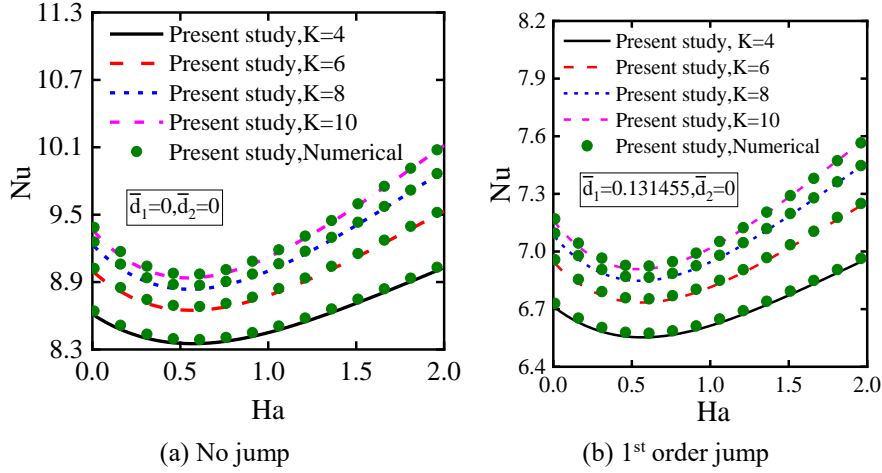 11.3
10.7
10.1
9.5
8.9
8.3
Nu
Present study,K=4
Present study,K=6
Present study,K=8
Present study,K=10
Present study,Numerical
d̅₁=0,d̅₂=0
0.0 0.5 1.0 1.5 2.0
Ha
(a) No jump
8.2
7.9
7.6
7.3
7.0
6.7
6.4
Nu
Present study, K=4
Present study,K=6
Present study,K=8
Present study,K=10
Present study,Numerical
d̅₁=0.131455,d̅₂=0
0.0 0.5 1.0 1.5 2.0
Ha
(b) 1ˢᵗ order jump